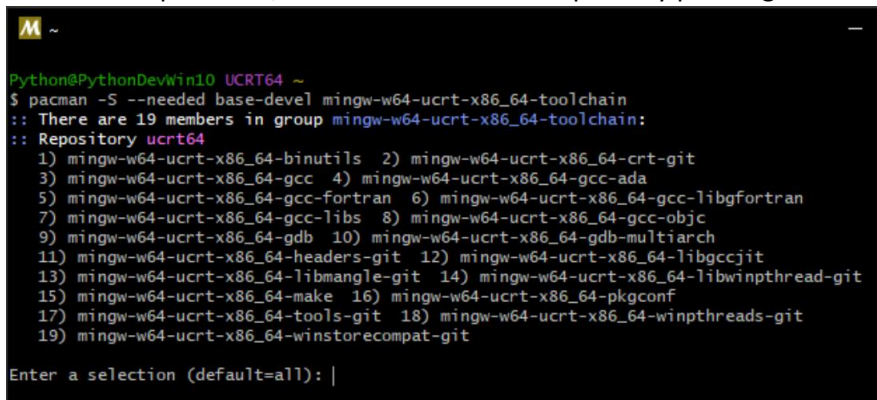 M ~
Python@PythonDevWin10 UCRT64 ~
$ pacman -S --needed base-devel mingw-w64-ucrt-x86_64-toolchain
:: There are 19 members in group mingw-w64-ucrt-x86_64-toolchain:
:: Repository ucrt64
   1) mingw-w64-ucrt-x86_64-binutils  2) mingw-w64-ucrt-x86_64-crt-git
   3) mingw-w64-ucrt-x86_64-gcc  4) mingw-w64-ucrt-x86_64-gcc-ada
   5) mingw-w64-ucrt-x86_64-gcc-fortran  6) mingw-w64-ucrt-x86_64-gcc-libgfortran
   7) mingw-w64-ucrt-x86_64-gcc-libs  8) mingw-w64-ucrt-x86_64-gcc-objc
   9) mingw-w64-ucrt-x86_64-gdb  10) mingw-w64-ucrt-x86_64-gdb-multiarch
   11) mingw-w64-ucrt-x86_64-headers-git  12) mingw-w64-ucrt-x86_64-libgccjit
   13) mingw-w64-ucrt-x86_64-libmangle-git  14) mingw-w64-ucrt-x86_64-libwinpthread-git
   15) mingw-w64-ucrt-x86_64-make  16) mingw-w64-ucrt-x86_64-pkgconf
   17) mingw-w64-ucrt-x86_64-tools-git  18) mingw-w64-ucrt-x86_64-winpthreads-git
   19) mingw-w64-ucrt-x86_64-winstorecompat-git
Enter a selection (default=all):